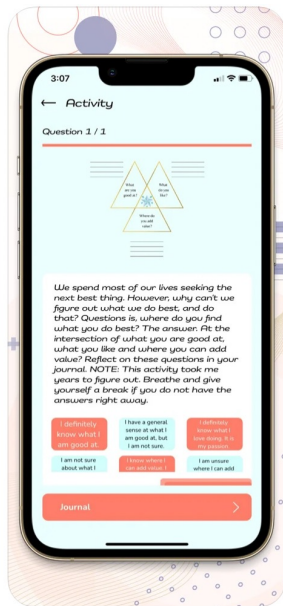 3:07
← Activity
Question 1 / 1
What
are you
good at?
What
do you
like?
Where do
you add
value?
We spend most of our lives seeking the
next best thing. However, why can't we
figure out what we do best, and do
that? Questions is, where do you find
what you do best? The answer. At the
intersection of what you are good at,
what you like and where you can add
value? Reflect on these questions in your
journal. NOTE: This activity took me
years to figure out. Breathe and give
yourself a break if you do not have the
answers right away.
I definitely
know what I
am good at.
I have a general
sense at what I
am good at, but
I am not sure.
I definitely
know what I
love doing. It is
my passion.
I am not sure
about what I
I know where I
can add value. I
I am unsure
where I can add
Journal